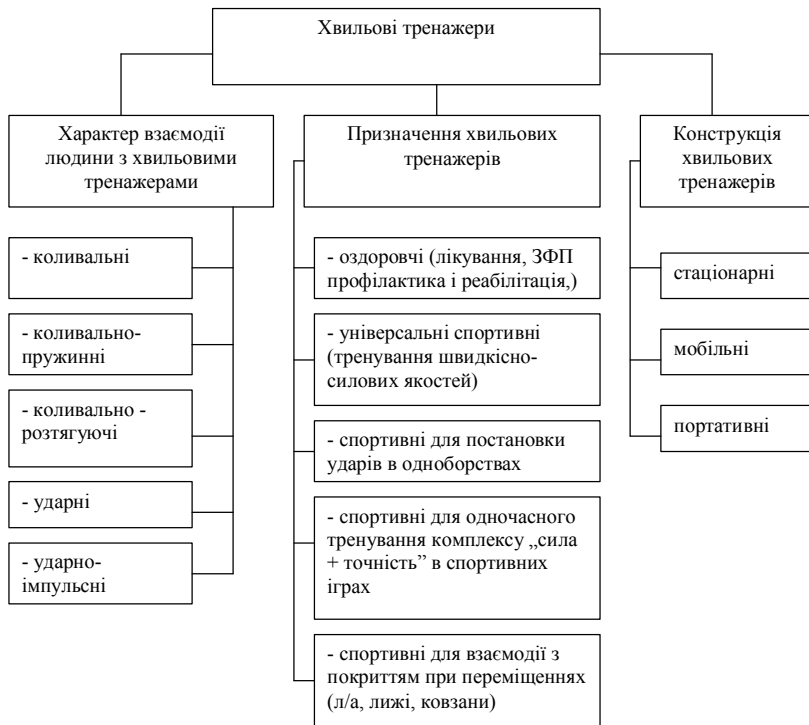 Хвильові тренажери
Характер взаємодії
людини з хвильовими
тренажерами
- коливальні
- коливально-
пружинні
- коливально -
розтягуючі
- ударні
- ударно-
імпульсні
Призначення хвильових
тренажерів
- оздоровчі (лікування, ЗФП
профілактика і реабілітація,)
- універсальні спортивні
(тренування швидкісно-
силових якостей)
- спортивні для постановки
ударів в одноборствах
- спортивні для одночасного
тренування комплексу „сила
+ точність” в спортивних
іграх
- спортивні для взаємодії з
покриттям при переміщеннях
(л/а, лижі, ковзани)
Конструкція
хвильових
тренажерів
стаціонарні
мобільні
портативні